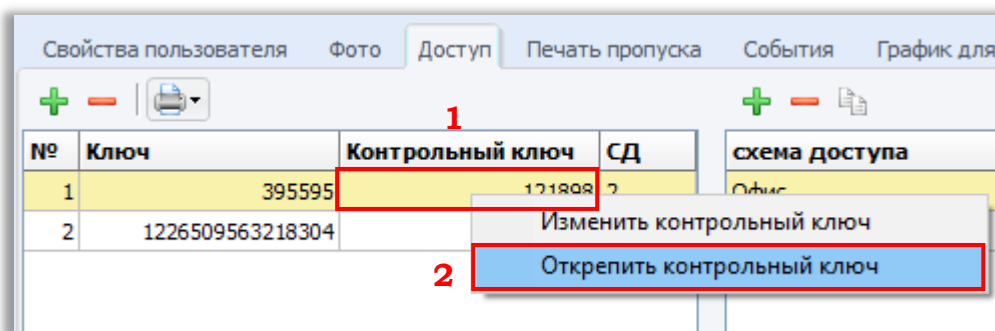 Свойства пользователя Фото Доступ Печать пропуска События График для
1
№ Ключ Контрольный ключ СД схема доступа
1 395595 121898 2 Офис
Изменить контрольный ключ
2 1226509563218304
2 Открепить контрольный ключ